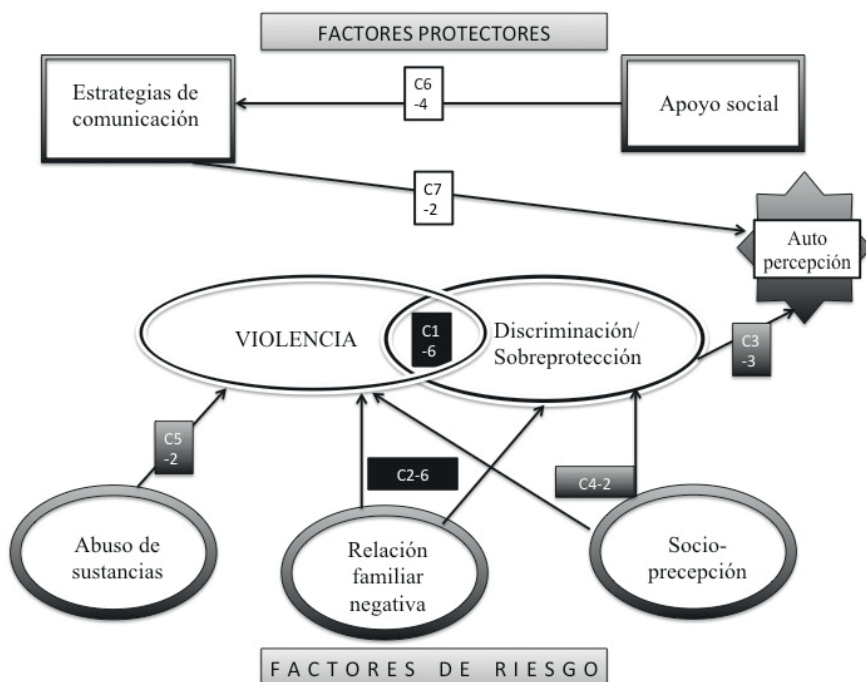 FACTORES PROTECTORES
Estrategias de
comunicación
C6
-4
Apoyo social
C7
-2
Auto
percepción
VIOLENCIA
C1
-6
Discriminación/
Sobreprotección
C3
-3
C5
-2
C2-6
C4-2
Abuso de
sustancias
Relación
familiar
negativa
Socio-
precepción
FACTORES DE RIESGO